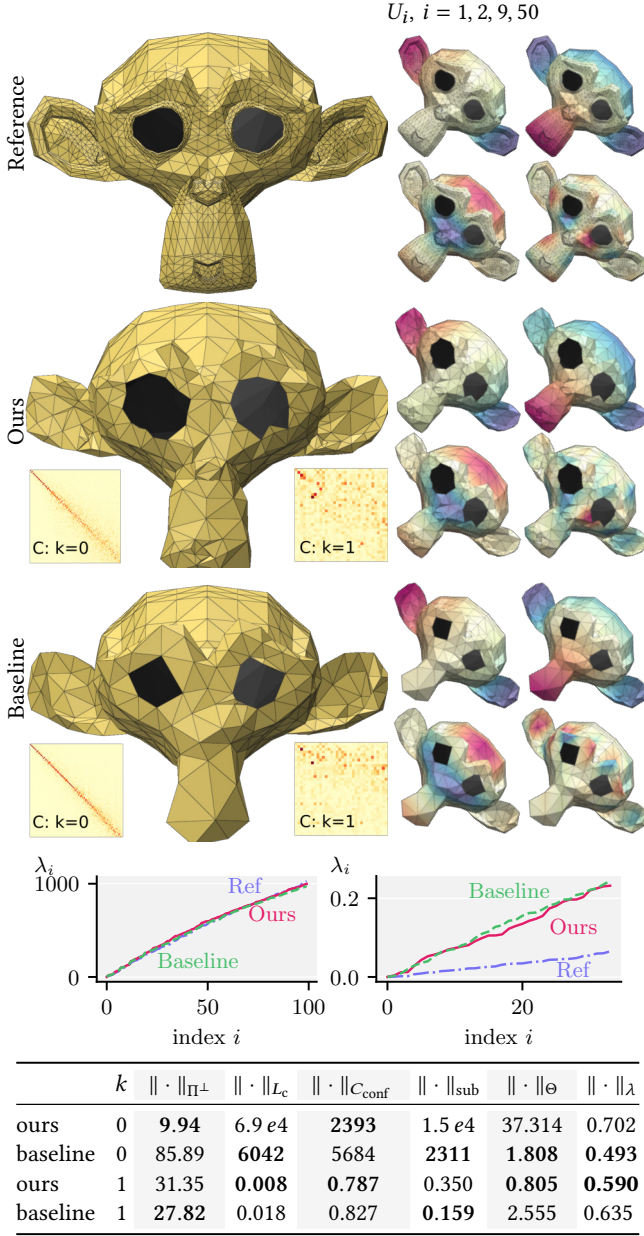 U_i, i = 1, 2, 9, 50
Reference
Ours
C: k=0
C: k=1
Baseline
C: k=0
C: k=1
λ_i
1000
0
Ref
Ours
Baseline
0
50
100
index i
λ_i
0.2
0.0
Baseline
Ours
Ref
0
20
index i
k ‖·‖_Π⊥ ‖·‖_L_c ‖·‖_C_conf ‖·‖_sub ‖·‖_Θ ‖·‖_λ
ours 0 9.94 6.9 e4 2393 1.5 e4 37.314 0.702
baseline 0 85.89 6042 5684 2311 1.808 0.493
ours 1 31.35 0.008 0.787 0.350 0.805 0.590
baseline 1 27.82 0.018 0.827 0.159 2.555 0.635